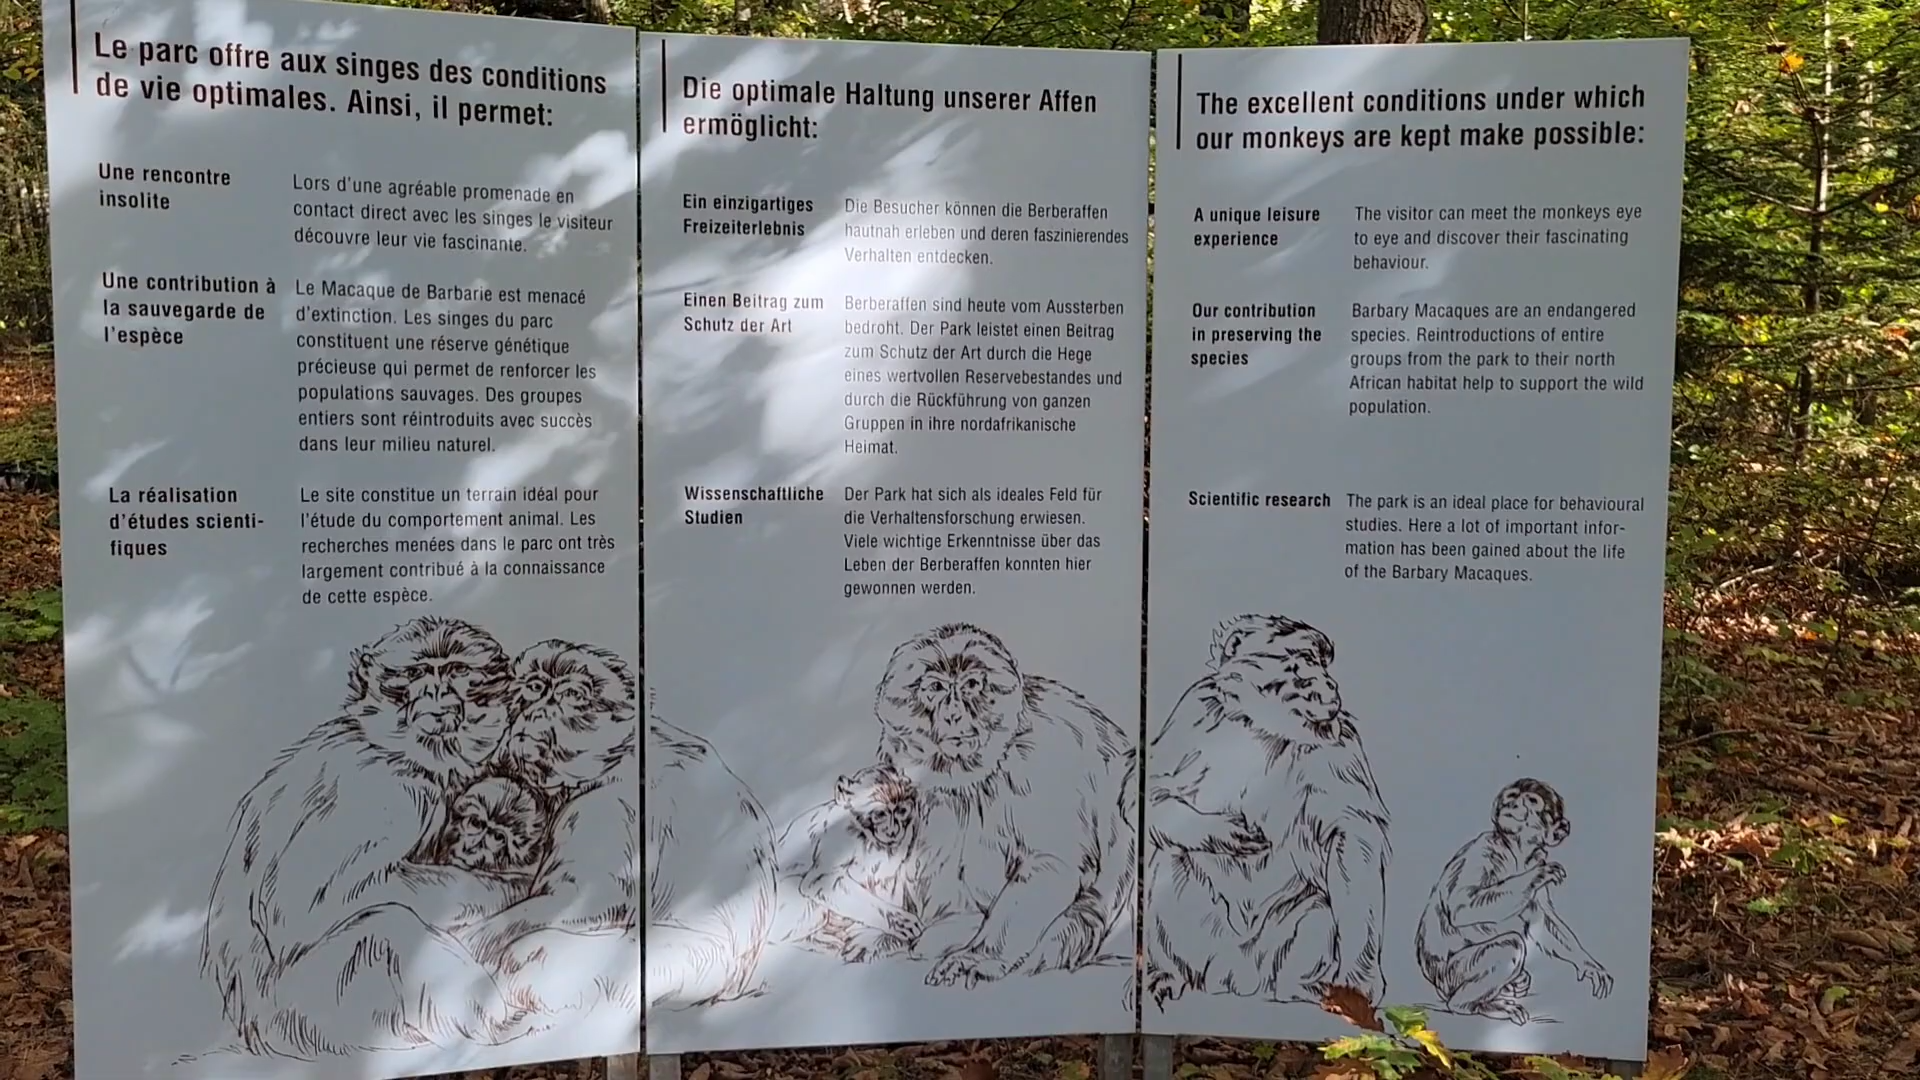 Le parc offre aux singes des conditions
de vie optimales. Ainsi, il permet:
Une rencontre
insolite
Lors d'une agréable promenade en
contact direct avec les singes le visiteur
découvre leur vie fascinante.
Une contribution à
la sauvegarde de
l'espèce
Le Macaque de Barbarie est menacé
d'extinction. Les singes du parc
constituent une réserve génétique
précieuse qui permet de renforcer les
populations sauvages. Des groupes
entiers sont réintroduits avec succès
dans leur milieu naturel.
La réalisation
d'études scienti-
fiques
Le site constitue un terrain idéal pour
l'étude du comportement animal. Les
recherches menées dans le parc ont très
largement contribué à la connaissance
de cette espèce.
Die optimale Haltung unserer Affen
ermöglicht:
Ein einzigartiges
Freizeiterlebnis
Die Besucher können die Berberaffen
hautnah erleben und deren faszinierendes
Verhalten entdecken.
Einen Beitrag zum
Schutz der Art
Berberaffen sind heute vom Aussterben
bedroht. Der Park leistet einen Beitrag
zum Schutz der Art durch die Hege
eines wertvollen Reservebestandes und
durch die Rückführung von ganzen
Gruppen in ihre nordafrikanische
Heimat.
Wissenschaftliche
Studien
Der Park hat sich als ideales Feld für
die Verhaltensforschung erwiesen.
Viele wichtige Erkenntnisse über das
Leben der Berberaffen konnten hier
gewonnen werden.
The excellent conditions under which
our monkeys are kept make possible:
A unique leisure
experience
The visitor can meet the monkeys eye
to eye and discover their fascinating
behaviour.
Our contribution
in preserving the
species
Barbary Macaques are an endangered
species. Reintroductions of entire
groups from the park to their north
African habitat help to support the wild
population.
Scientific research
The park is an ideal place for behavioural
studies. Here a lot of important infor-
mation has been gained about the life
of the Barbary Macaques.